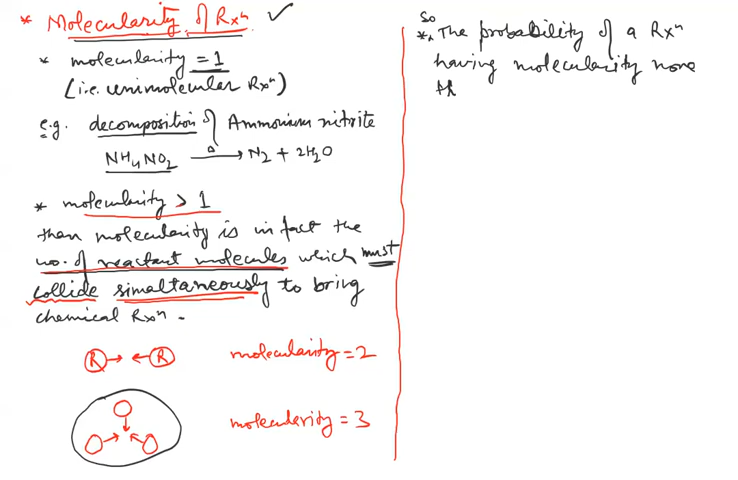 * Molecularity of Rxⁿ. ✓
* molecularity = 1
(i.e. unimolecular Rxⁿ)
e.g. decomposition of Ammonium nitrite
NH4NO2 —Δ→ N2 + 2H2O
* molecularity > 1
then molecularity is in fact the
no. of reactant molecules which must
collide simaltaneously to bring
chemical Rxⁿ.
R → ← R molecularity = 2
molecularity = 3
So
** The probability of a Rxⁿ
having molecularity more
th